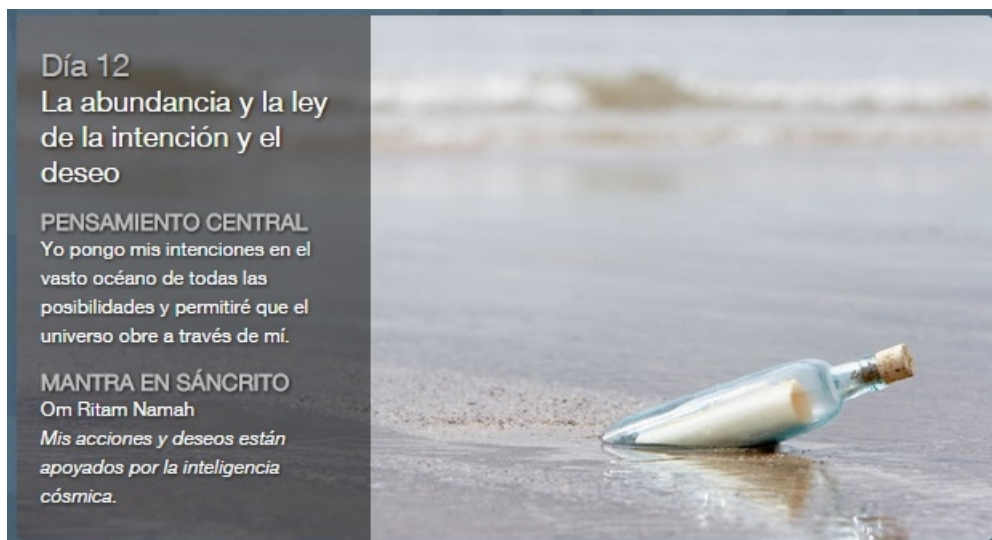 Día 12
La abundancia y la ley
de la intención y el
deseo
PENSAMIENTO CENTRAL
Yo pongo mis intenciones en el
vasto océano de todas las
posibilidades y permitiré que el
universo obre a través de mí.
MANTRA EN SÁNCRITO
Om Ritam Namah
Mis acciones y deseos están
apoyados por la inteligencia
cósmica.